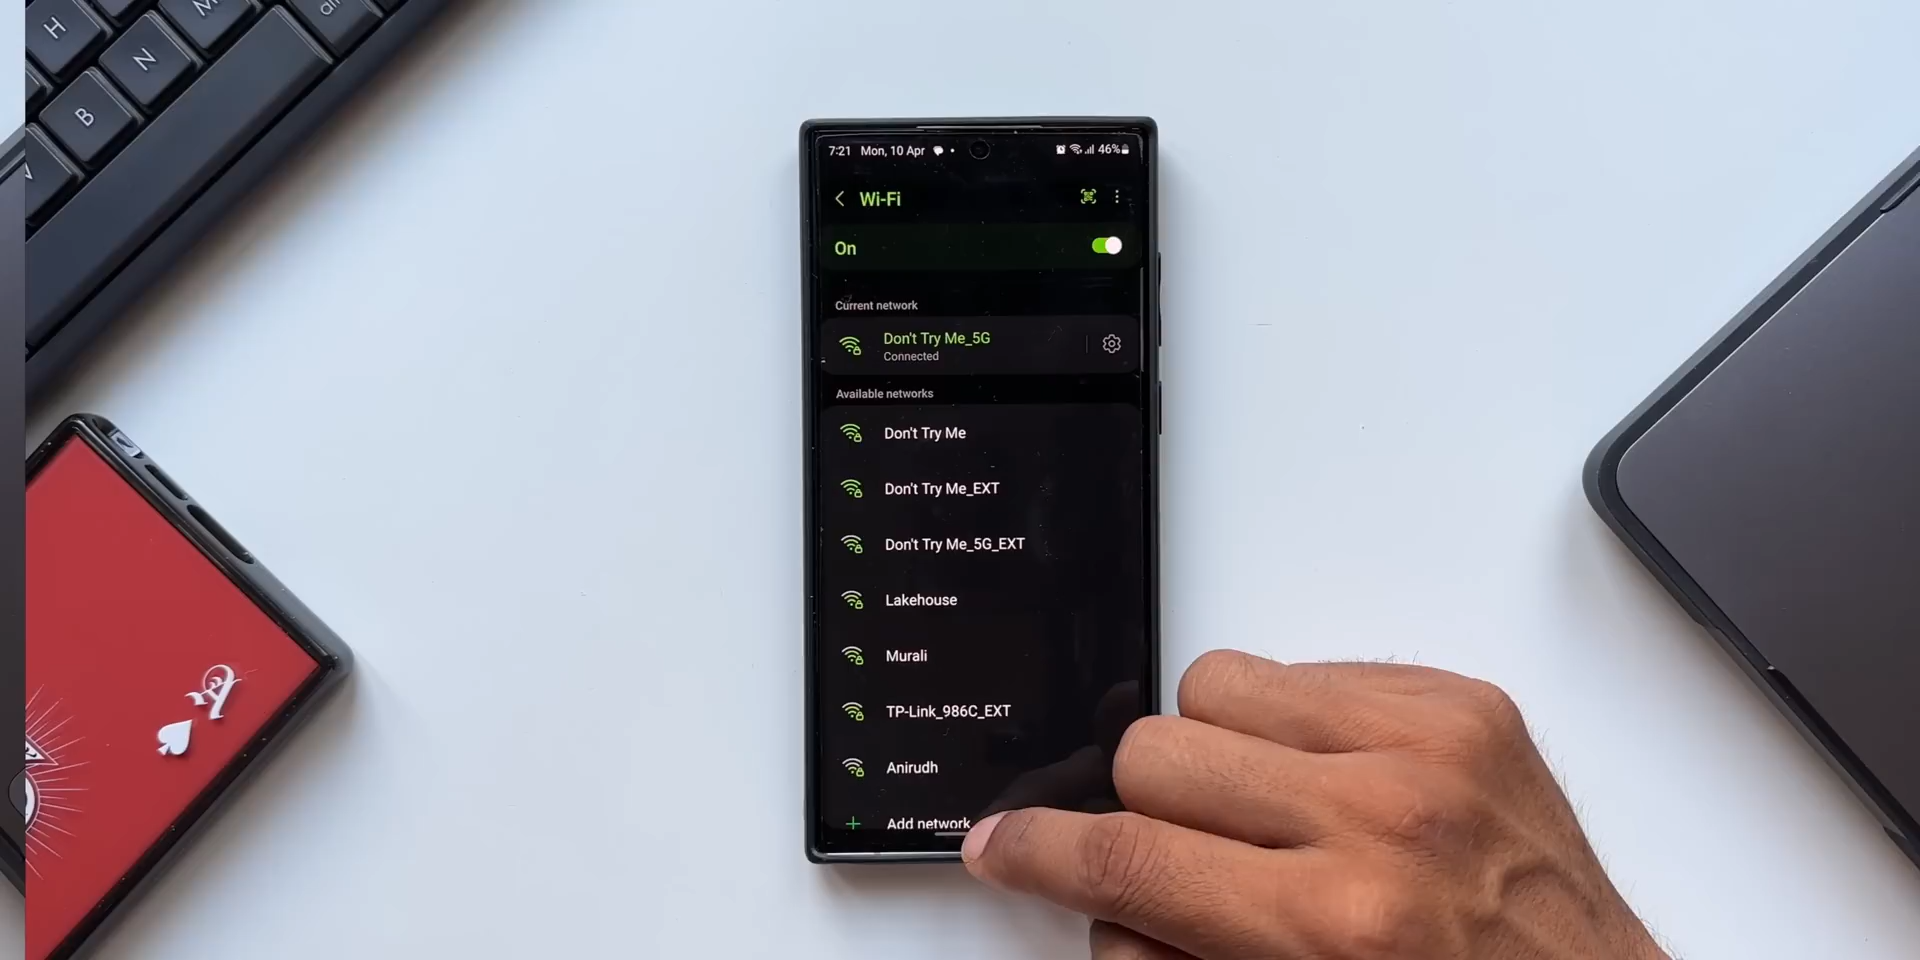 H
M
alt
N
B
V
7:21 Mon, 10 Apr 46%
Wi-Fi
On
Current network
Don't Try Me_5G
Connected
Available networks
Don't Try Me
Don't Try Me_EXT
Don't Try Me_5G_EXT
Lakehouse
Murali
TP-Link_986C_EXT
Anirudh
Add network
A